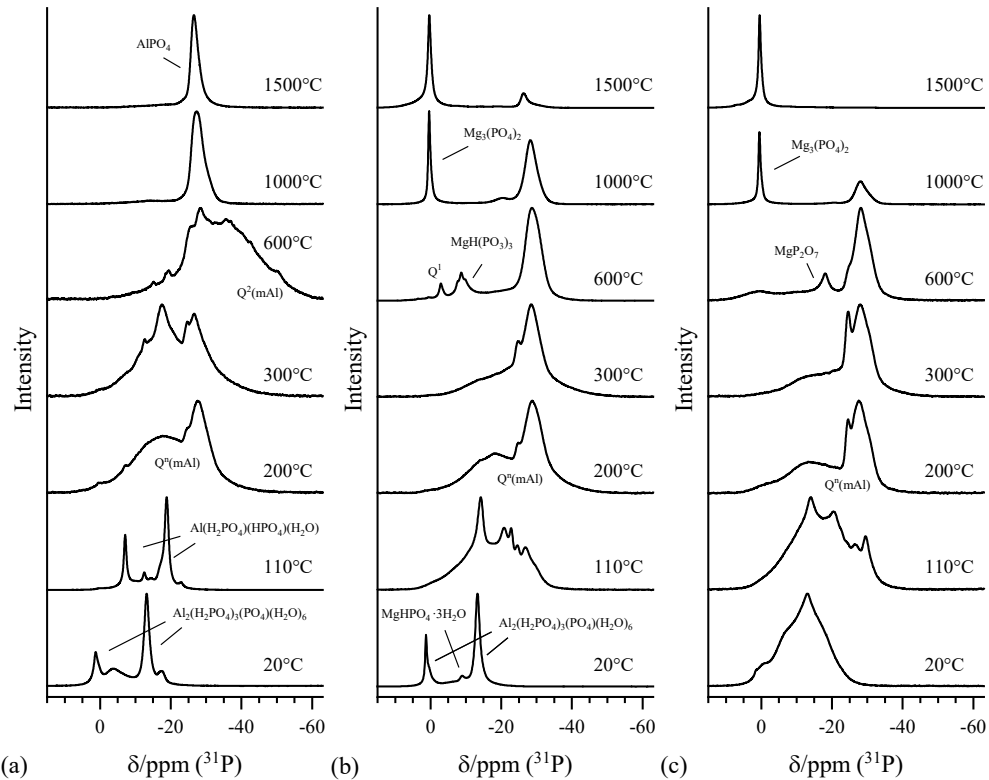 AlPO₄
1500°C
1000°C
600°C
Q²(mAl)
300°C
Qⁿ(mAl)
200°C
Al(H₂PO₄)(HPO₄)(H₂O)
110°C
Al₂(H₂PO₄)₃(PO₄)(H₂O)₆
20°C
Intensity
0 -20 -40 -60
(a) δ/ppm (³¹P)
1500°C
Mg₃(PO₄)₂
1000°C
MgH(PO₃)₃
Q¹
600°C
300°C
Qⁿ(mAl)
200°C
110°C
MgHPO₄·3H₂O
Al₂(H₂PO₄)₃(PO₄)(H₂O)₆
20°C
Intensity
0 -20 -40 -60
(b) δ/ppm (³¹P)
1500°C
Mg₃(PO₄)₂
1000°C
MgP₂O₇
600°C
300°C
Qⁿ(mAl)
200°C
110°C
20°C
Intensity
0 -20 -40 -60
(c) δ/ppm (³¹P)